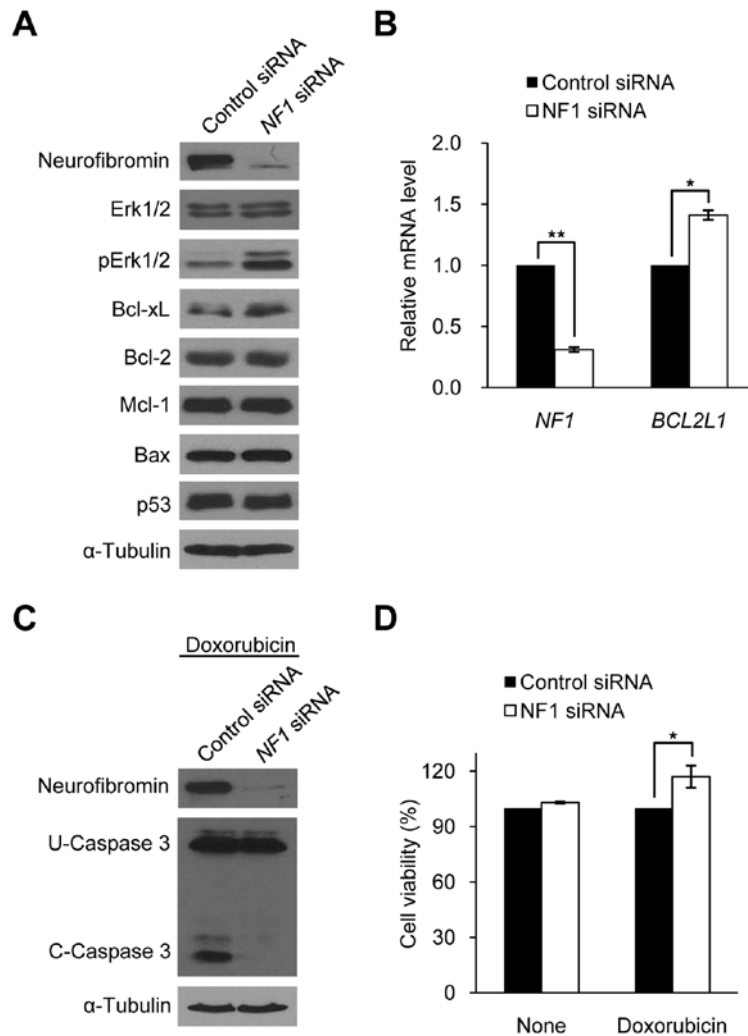 A
Control siRNA
NF1 siRNA
Neurofibromin
Erk1/2
pErk1/2
Bcl-xL
Bcl-2
Mcl-1
Bax
p53
α-Tubulin
B
Control siRNA
NF1 siRNA
Relative mRNA level
2.0
1.5
1.0
0.5
0.0
**
*
NF1
BCL2L1
C
Doxorubicin
Control siRNA
NF1 siRNA
Neurofibromin
U-Caspase 3
C-Caspase 3
α-Tubulin
D
Control siRNA
NF1 siRNA
Cell viability (%)
120
90
60
30
0
*
None
Doxorubicin